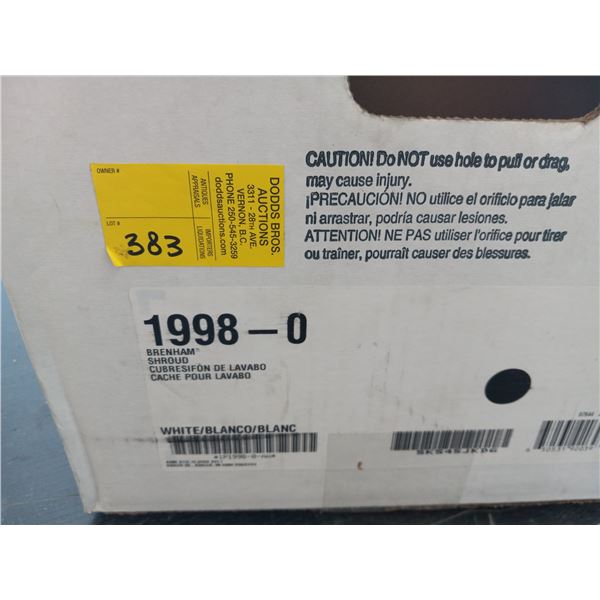 CAUTION! Do NOT use hole to pull or drag,
may cause injury.
¡PRECAUCIÓN! NO utilice el orificio para jalar
ni arrastrar, podría causar lesiones.
ATTENTION! NE PAS utiliser l'orifice pour tirer
ou traîner, pourraît causer des blessures.
DODDS BROS.
AUCTIONS
3311 - 28TH AVE.
VERNON, B.C.
PHONE 250-545-3259
doddsauctions.com
ANTIQUES
APPRAISALS
IMPORTERS
LIQUIDATIONS
OWNER #
LOT #
383
1998-0
BRENHAM
SHROUD
CUBRESIFÓN DE LAVABO
CACHE POUR LAVABO
WHITE/BLANCO/BLANC